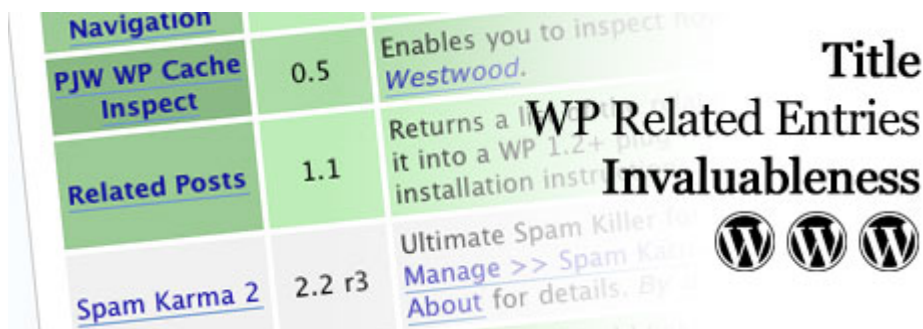 Navigation
PJW WP Cache
Inspect
0.5
Enables you to inspect
Westwood.
Related Posts
1.1
Returns a
it into a WP 1.2+
installation
Spam Karma 2
2.2 r3
Ultimate Spam Killer for
Manage >> Spam
About for details. By
Title
WP Related Entries
Invaluableness